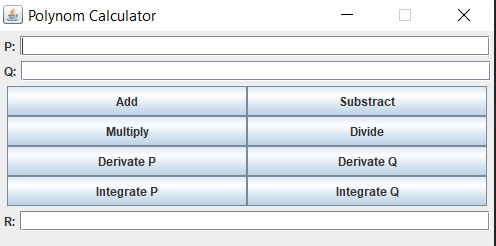 Polynom Calculator
P:
Q:
Add Substract
Multiply Divide
Derivate P Derivate Q
Integrate P Integrate Q
R: